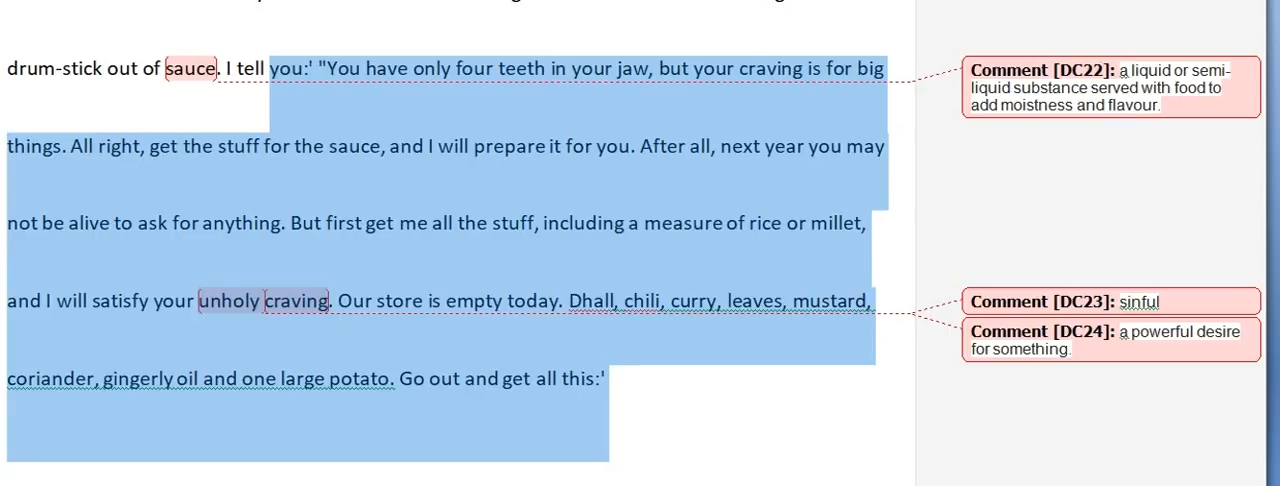 drum-stick out of sauce. I tell you:' "You have only four teeth in your jaw, but your craving is for big
things. All right, get the stuff for the sauce, and I will prepare it for you. After all, next year you may
not be alive to ask for anything. But first get me all the stuff, including a measure of rice or millet,
and I will satisfy your unholy craving. Our store is empty today. Dhall, chili, curry, leaves, mustard,
coriander, gingerly oil and one large potato. Go out and get all this:'
Comment [DC22]: a liquid or semi-
liquid substance served with food to
add moistness and flavour.
Comment [DC23]: sinful
Comment [DC24]: a powerful desire
for something.